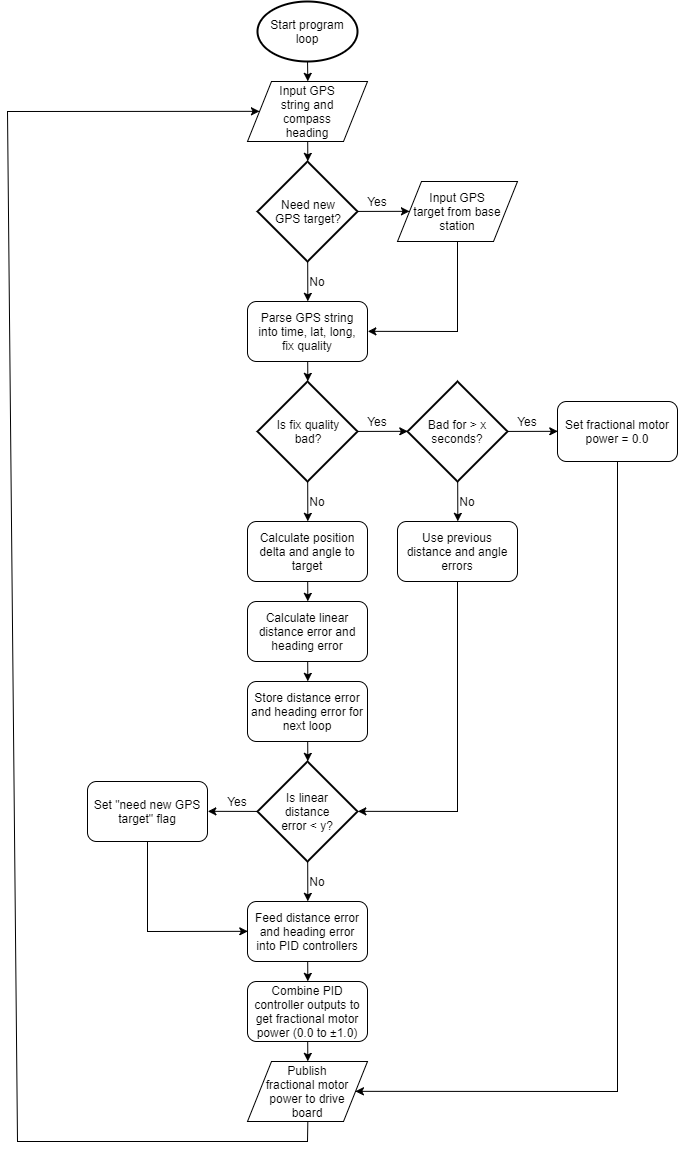 Start program
loop
Input GPS
string and
compass
heading
Need new
GPS target?
Yes
Input GPS
target from base
station
No
Parse GPS string
into time, lat, long,
fix quality
Is fix quality
bad?
Yes
Bad for > x
seconds?
Yes
Set fractional motor
power = 0.0
No
No
Calculate position
delta and angle to
target
Use previous
distance and angle
errors
Calculate linear
distance error and
heading error
Store distance error
and heading error for
next loop
Is linear
distance
error < y?
Yes
Set "need new GPS
target" flag
No
Feed distance error
and heading error
into PID controllers
Combine PID
controller outputs to
get fractional motor
power (0.0 to ±1.0)
Publish
fractional motor
power to drive
board